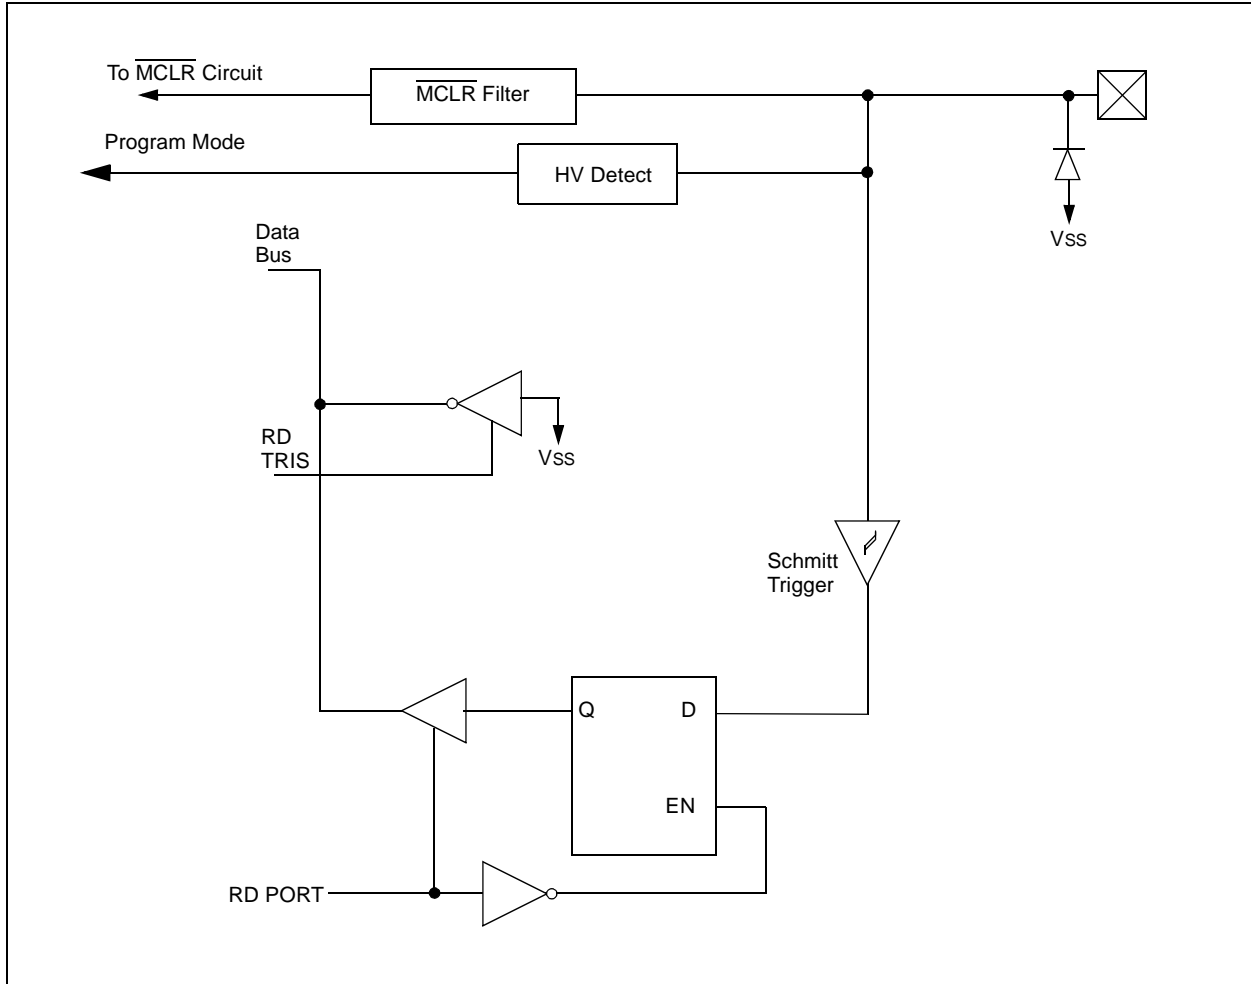 To MCLR Circuit
MCLR Filter
Program Mode
HV Detect
VSS
Data
Bus
RD
TRIS
VSS
Schmitt
Trigger
Q
D
EN
RD PORT